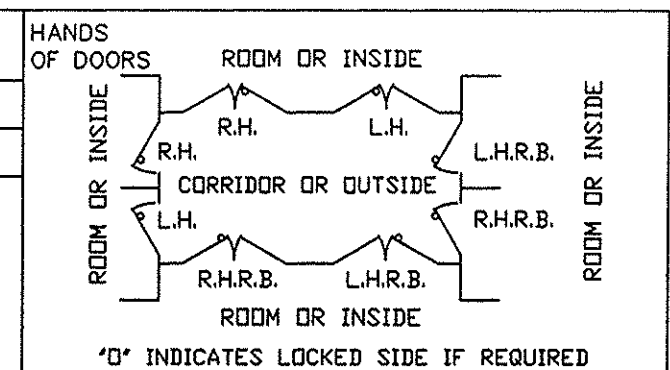 HANDS
OF DOORS
ROOM OR INSIDE
R.H.
L.H.
ROOM OR INSIDE
R.H.
L.H.R.B.
ROOM OR INSIDE
CORRIDOR OR OUTSIDE
L.H.
R.H.R.B.
R.H.R.B.
L.H.R.B.
ROOM OR INSIDE
"O" INDICATES LOCKED SIDE IF REQUIRED